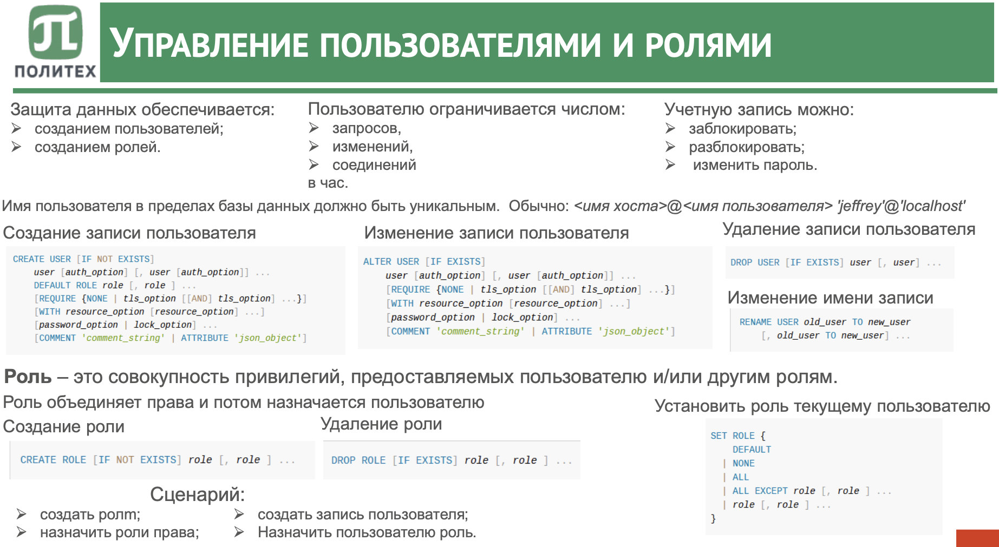 ПОЛИТЕХ
Управление пользователями и ролями
Защита данных обеспечивается:
созданием пользователей;
созданием ролей.
Пользователю ограничивается числом:
запросов,
изменений,
соединений
в час.
Учетную запись можно:
заблокировать;
разблокировать;
изменить пароль.
Имя пользователя в пределах базы данных должно быть уникальным. Обычно: <имя хоста>@<имя пользователя> 'jeffrey'@'localhost'
Создание записи пользователя
CREATE USER [IF NOT EXISTS]
user [auth_option] [, user [auth_option]] ...
DEFAULT ROLE role [, role ] ...
[REQUIRE {NONE | tls_option [[AND] tls_option] ...}]
[WITH resource_option [resource_option] ...]
[password_option | lock_option] ...
[COMMENT 'comment_string' | ATTRIBUTE 'json_object']
Изменение записи пользователя
ALTER USER [IF EXISTS]
user [auth_option] [, user [auth_option]] ...
[REQUIRE {NONE | tls_option [[AND] tls_option] ...}]
[WITH resource_option [resource_option] ...]
[password_option | lock_option] ...
[COMMENT 'comment_string' | ATTRIBUTE 'json_object']
Удаление записи пользователя
DROP USER [IF EXISTS] user [, user] ...
Изменение имени записи
RENAME USER old_user TO new_user
[, old_user TO new_user] ...
Роль – это совокупность привилегий, предоставляемых пользователю и/или другим ролям.
Роль объединяет права и потом назначается пользователю
Создание роли
CREATE ROLE [IF NOT EXISTS] role [, role ] ...
Удаление роли
DROP ROLE [IF EXISTS] role [, role ] ...
Установить роль текущему пользователю
SET ROLE {
DEFAULT
| NONE
| ALL
| ALL EXCEPT role [, role ] ...
| role [, role ] ...
}
Сценарий:
создать ролm;
назначить роли права;
создать запись пользователя;
Назначить пользователю роль.